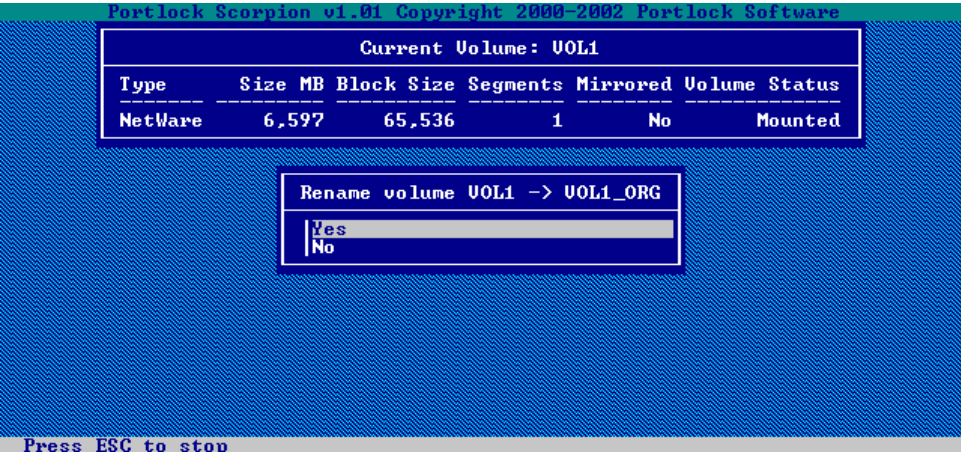 Portlock Scorpion v1.01 Copyright 2000-2002 Portlock Software
Current Volume: VOL1
Type Size MB Block Size Segments Mirrored Volume Status
NetWare 6,597 65,536 1 No Mounted
Rename volume VOL1 -> VOL1_ORG
Yes
No
Press ESC to stop